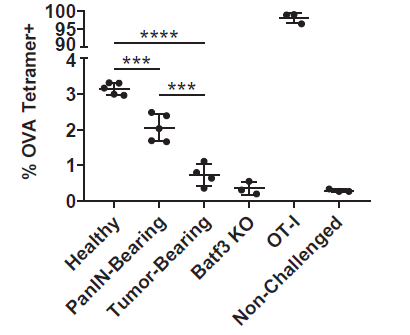 % OVA Tetramer+
100
95
90
4
3
2
1
0
****
***
***
Healthy
PanIN-Bearing
Tumor-Bearing
Batf3 KO
OT-I
Non-Challenged